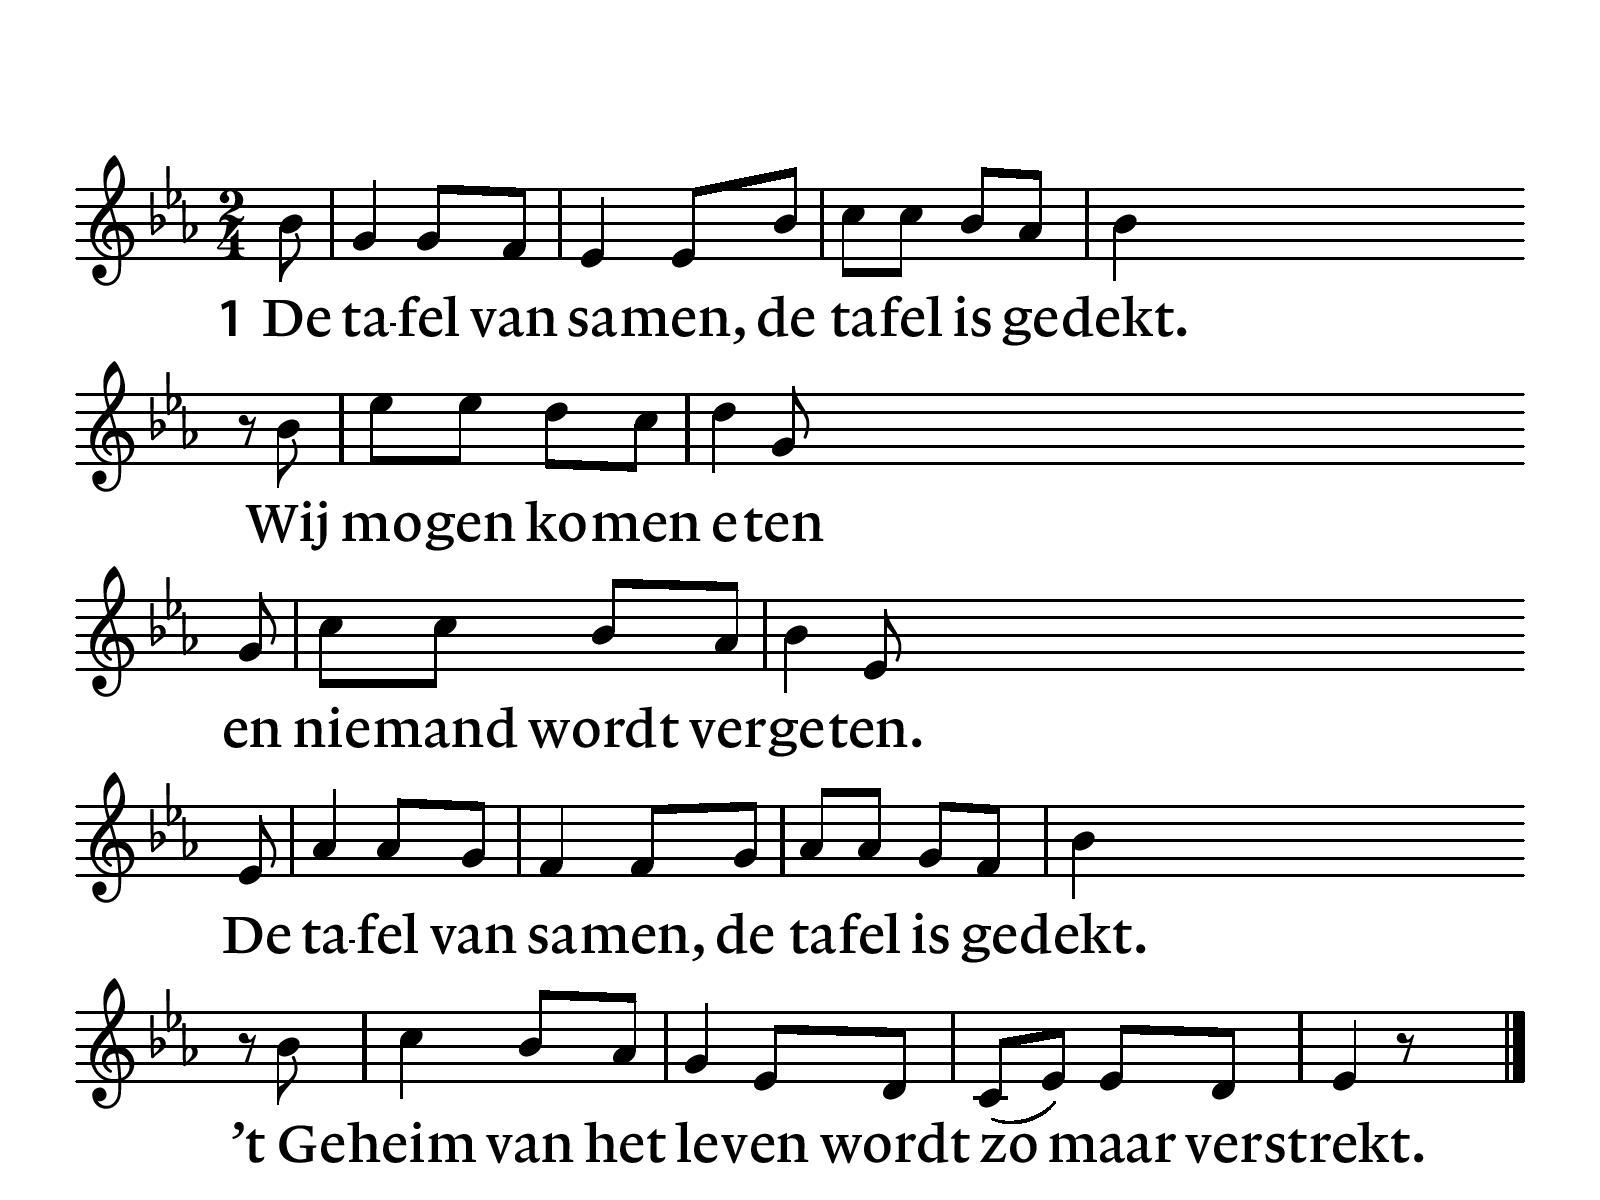 1 De ta-fel van samen, de tafel is gedekt.
Wij mogen komen eten
en niemand wordt vergeten.
De ta-fel van samen, de tafel is gedekt.
’t Geheim van het leven wordt zo maar verstrekt.